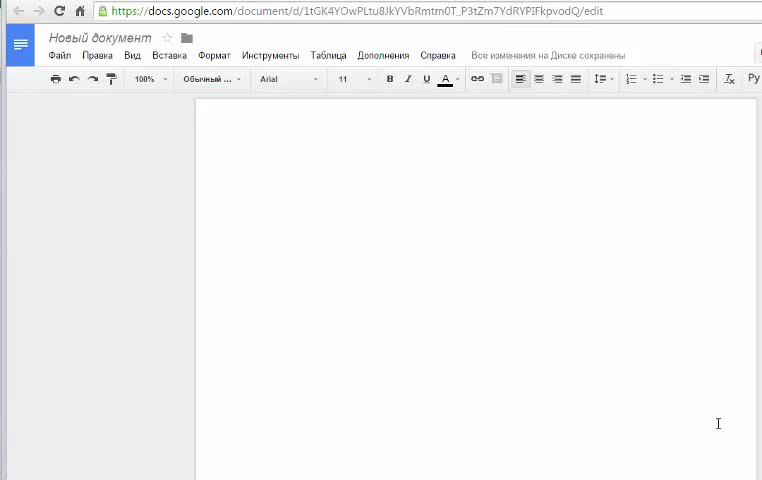 https://docs.google.com/document/d/1tGK4YOwPLtu8JkYVbRmtm0T_P3tZm7YdRYPIFkpvodQ/edit
Новый документ
Файл Правка Вид Вставка Формат Инструменты Таблица Дополнения Справка Все изменения на Диске сохранены
100% Обычный ... Arial 11 B I U A Ру